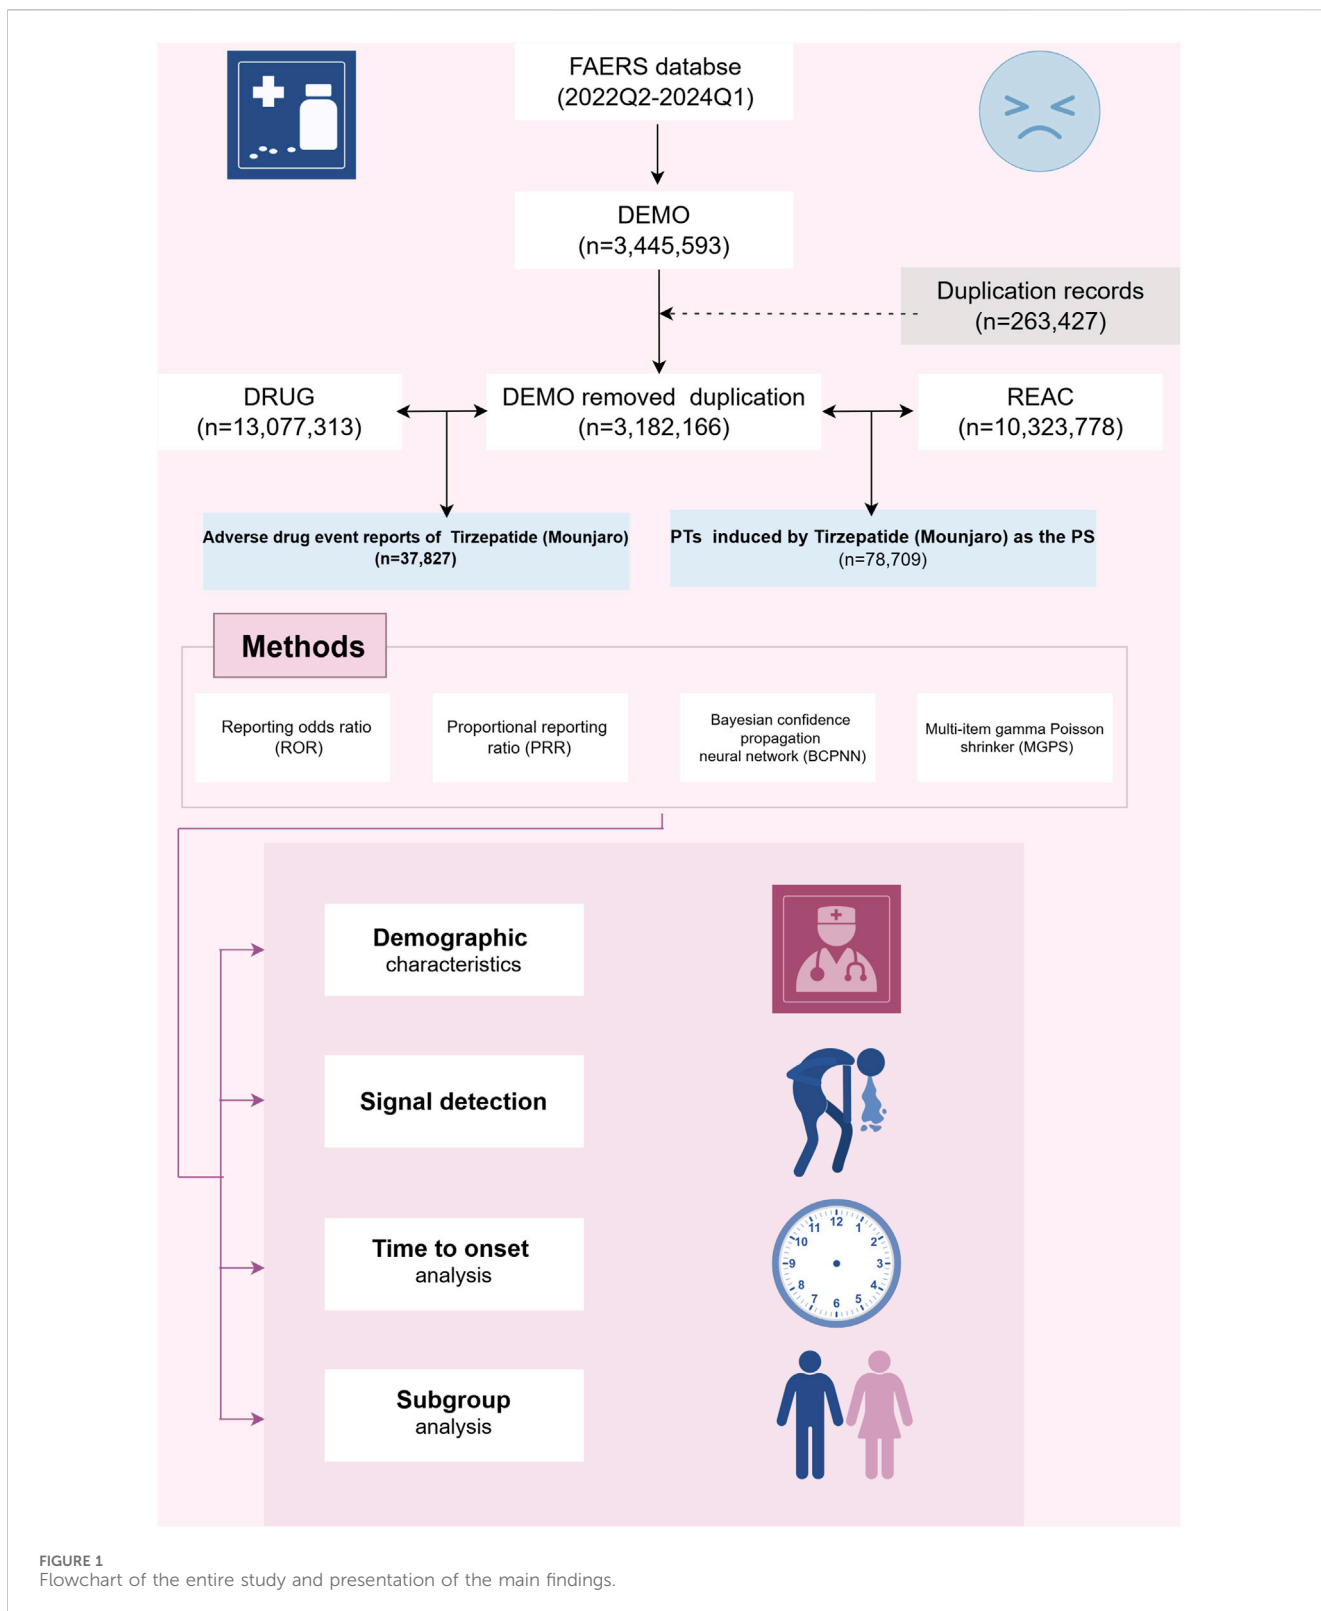 FAERS databse
(2022Q2-2024Q1)
DEMO
(n=3,445,593)
Duplication records
(n=263,427)
DRUG
(n=13,077,313)
DEMO removed duplication
(n=3,182,166)
REAC
(n=10,323,778)
Adverse drug event reports of Tirzepatide (Mounjaro)
(n=37,827)
PTs induced by Tirzepatide (Mounjaro) as the PS
(n=78,709)
Methods
Reporting odds ratio
(ROR)
Proportional reporting
ratio (PRR)
Bayesian confidence
propagation
neural network (BCPNN)
Multi-item gamma Poisson
shrinker (MGPS)
Demographic
characteristics
Signal detection
Time to onset
analysis
12
1
2
3
4
5
6
7
8
9
10
11
Subgroup
analysis
FIGURE 1
Flowchart of the entire study and presentation of the main findings.